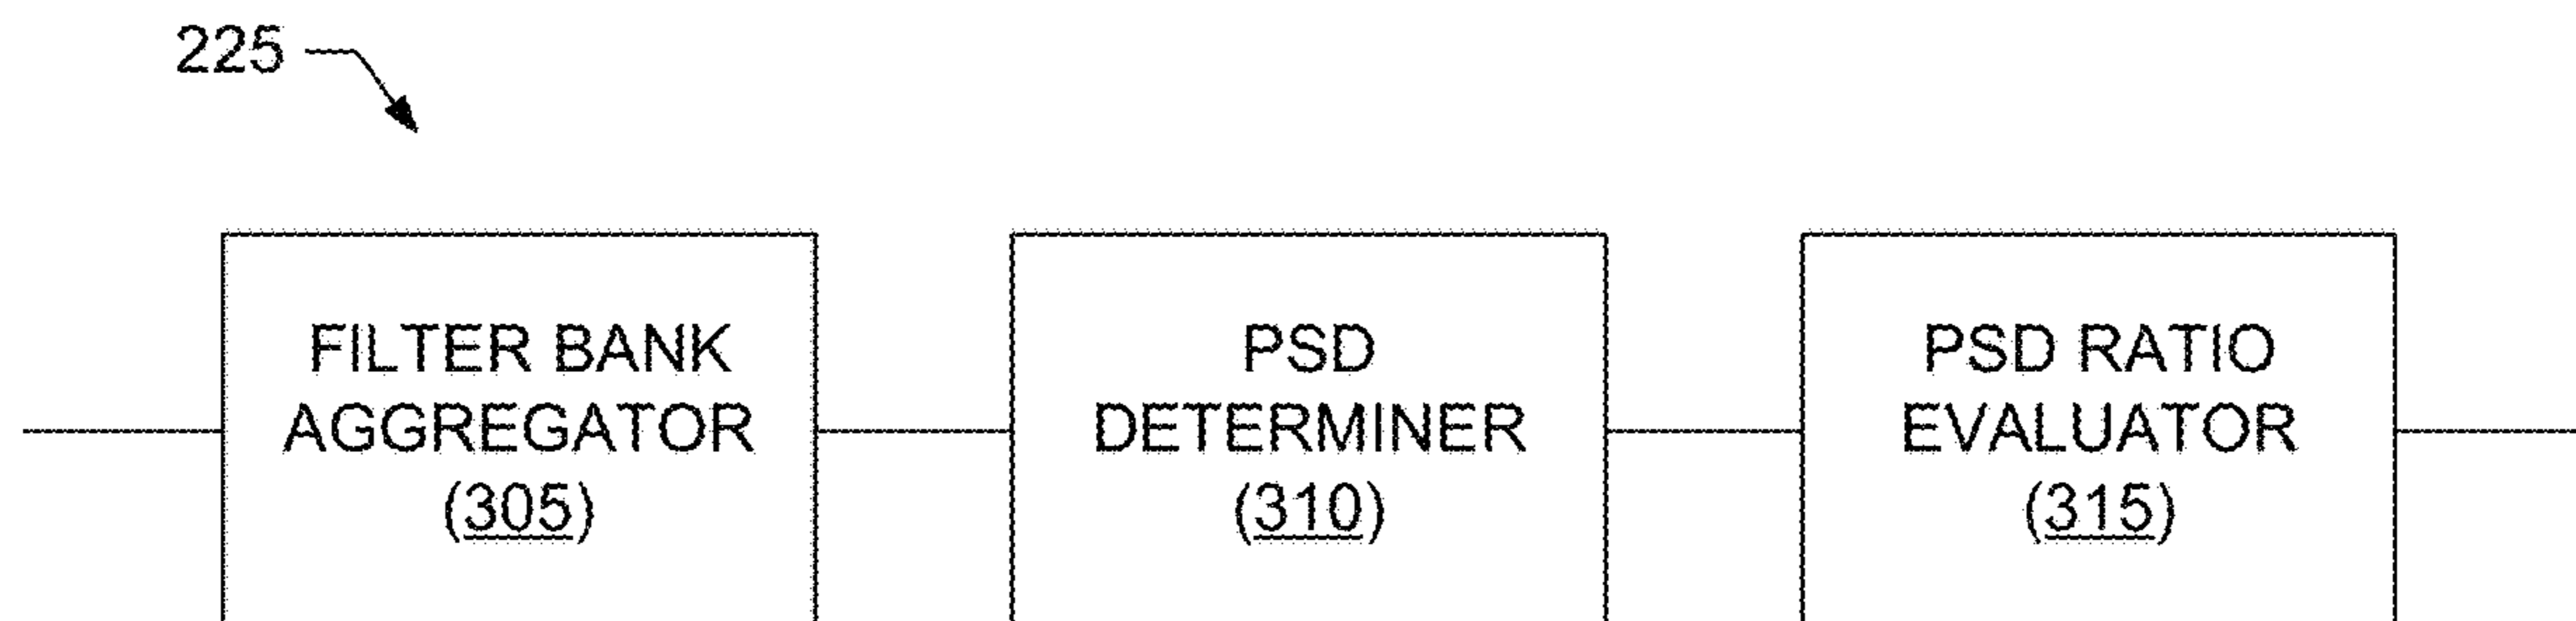 225
FILTER BANK
AGGREGATOR
(305)
PSD
DETERMINER
(310)
PSD RATIO
EVALUATOR
(315)